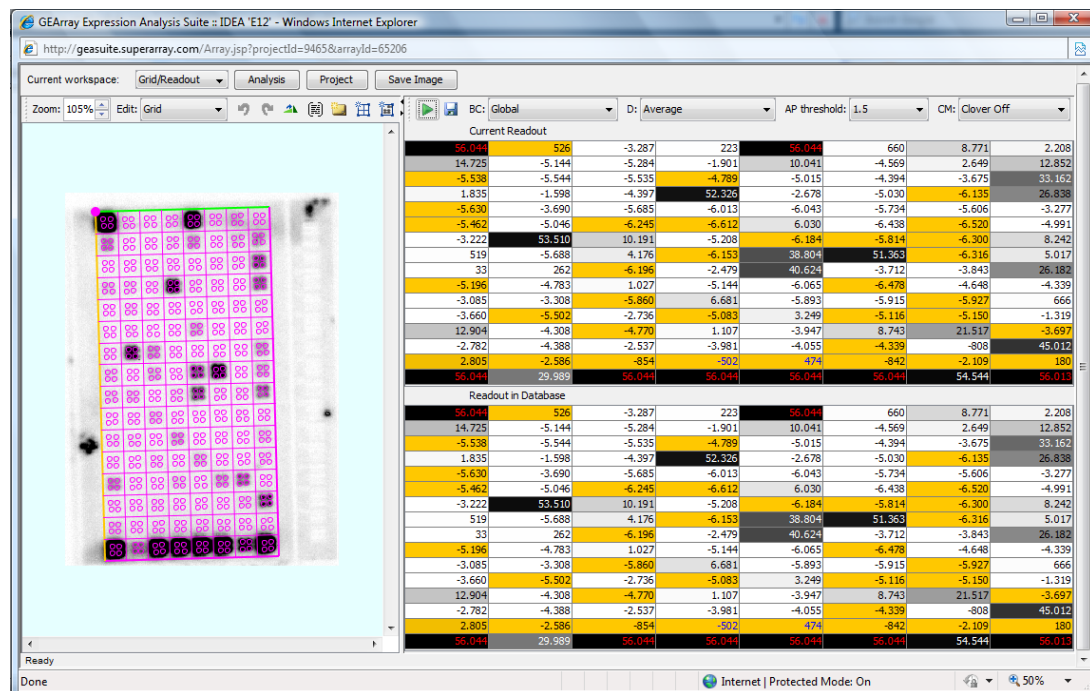 GEArray Expression Analysis Suite :: IDEA 'E12' - Windows Internet Explorer
http://geasuite.superarray.com/Array.jsp?projectId=9465&arrayId=65206
Current workspace: Grid/Readout Analysis Project Save Image
Zoom: 105% Edit: Grid BC: Global D: Average AP threshold: 1.5 CM: Clover Off
Current Readout
56.044 526 -3.287 223 56.044 660 8.771 2.208
14.725 -5.144 -5.284 -1.901 10.041 -4.569 2.649 12.852
-5.538 -5.544 -5.535 -4.789 -5.015 -4.394 -3.675 33.162
1.835 -1.598 -4.397 52.326 -2.678 -5.030 -6.135 26.838
-5.630 -3.690 -5.685 -6.013 -6.043 -5.734 -5.606 -3.277
-5.462 -5.046 -6.245 -6.612 6.030 -6.438 -6.520 -4.991
-3.222 53.510 10.191 -5.208 -6.184 -5.814 -6.300 8.242
519 -5.688 4.176 -6.153 38.804 51.363 -6.316 5.017
33 262 -6.196 -2.479 40.624 -3.712 -3.843 26.182
-5.196 -4.783 1.027 -5.144 -6.065 -6.478 -4.648 -4.339
-3.085 -3.308 -5.860 6.681 -5.893 -5.915 -5.927 666
-3.660 -5.502 -2.736 -5.083 3.249 -5.116 -5.150 -1.319
12.904 -4.308 -4.770 1.107 -3.947 8.743 21.517 -3.697
-2.782 -4.388 -2.537 -3.981 -4.055 -4.339 -808 45.012
2.805 -2.586 -854 -502 474 -842 -2.109 180
56.044 29.989 56.044 56.044 56.044 56.044 54.544 56.013
Readout in Database
56.044 526 -3.287 223 56.044 660 8.771 2.208
14.725 -5.144 -5.284 -1.901 10.041 -4.569 2.649 12.852
-5.538 -5.544 -5.535 -4.789 -5.015 -4.394 -3.675 33.162
1.835 -1.598 -4.397 52.326 -2.678 -5.030 -6.135 26.838
-5.630 -3.690 -5.685 -6.013 -6.043 -5.734 -5.606 -3.277
-5.462 -5.046 -6.245 -6.612 6.030 -6.438 -6.520 -4.991
-3.222 53.510 10.191 -5.208 -6.184 -5.814 -6.300 8.242
519 -5.688 4.176 -6.153 38.804 51.363 -6.316 5.017
33 262 -6.196 -2.479 40.624 -3.712 -3.843 26.182
-5.196 -4.783 1.027 -5.144 -6.065 -6.478 -4.648 -4.339
-3.085 -3.308 -5.860 6.681 -5.893 -5.915 -5.927 666
-3.660 -5.502 -2.736 -5.083 3.249 -5.116 -5.150 -1.319
12.904 -4.308 -4.770 1.107 -3.947 8.743 21.517 -3.697
-2.782 -4.388 -2.537 -3.981 -4.055 -4.339 -808 45.012
2.805 -2.586 -854 -502 474 -842 -2.109 180
56.044 29.989 56.044 56.044 56.044 56.044 54.544 56.013
Ready
Done Internet | Protected Mode: On 50%